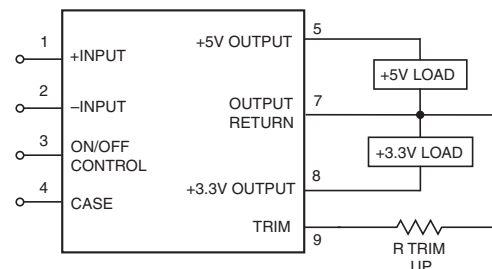 1
+INPUT
2
–INPUT
3
ON/OFF
CONTROL
4
CASE
+5V OUTPUT
5
OUTPUT
RETURN
7
+3.3V OUTPUT
8
TRIM
9
+5V LOAD
+3.3V LOAD
R TRIM
UP